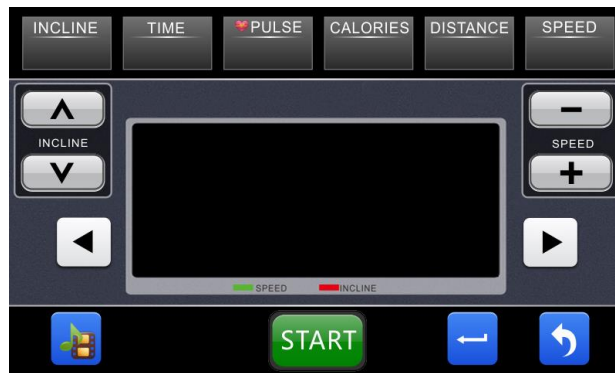 INCLINE
TIME
PULSE
CALORIES
DISTANCE
SPEED
INCLINE
SPEED
SPEED
INCLINE
START